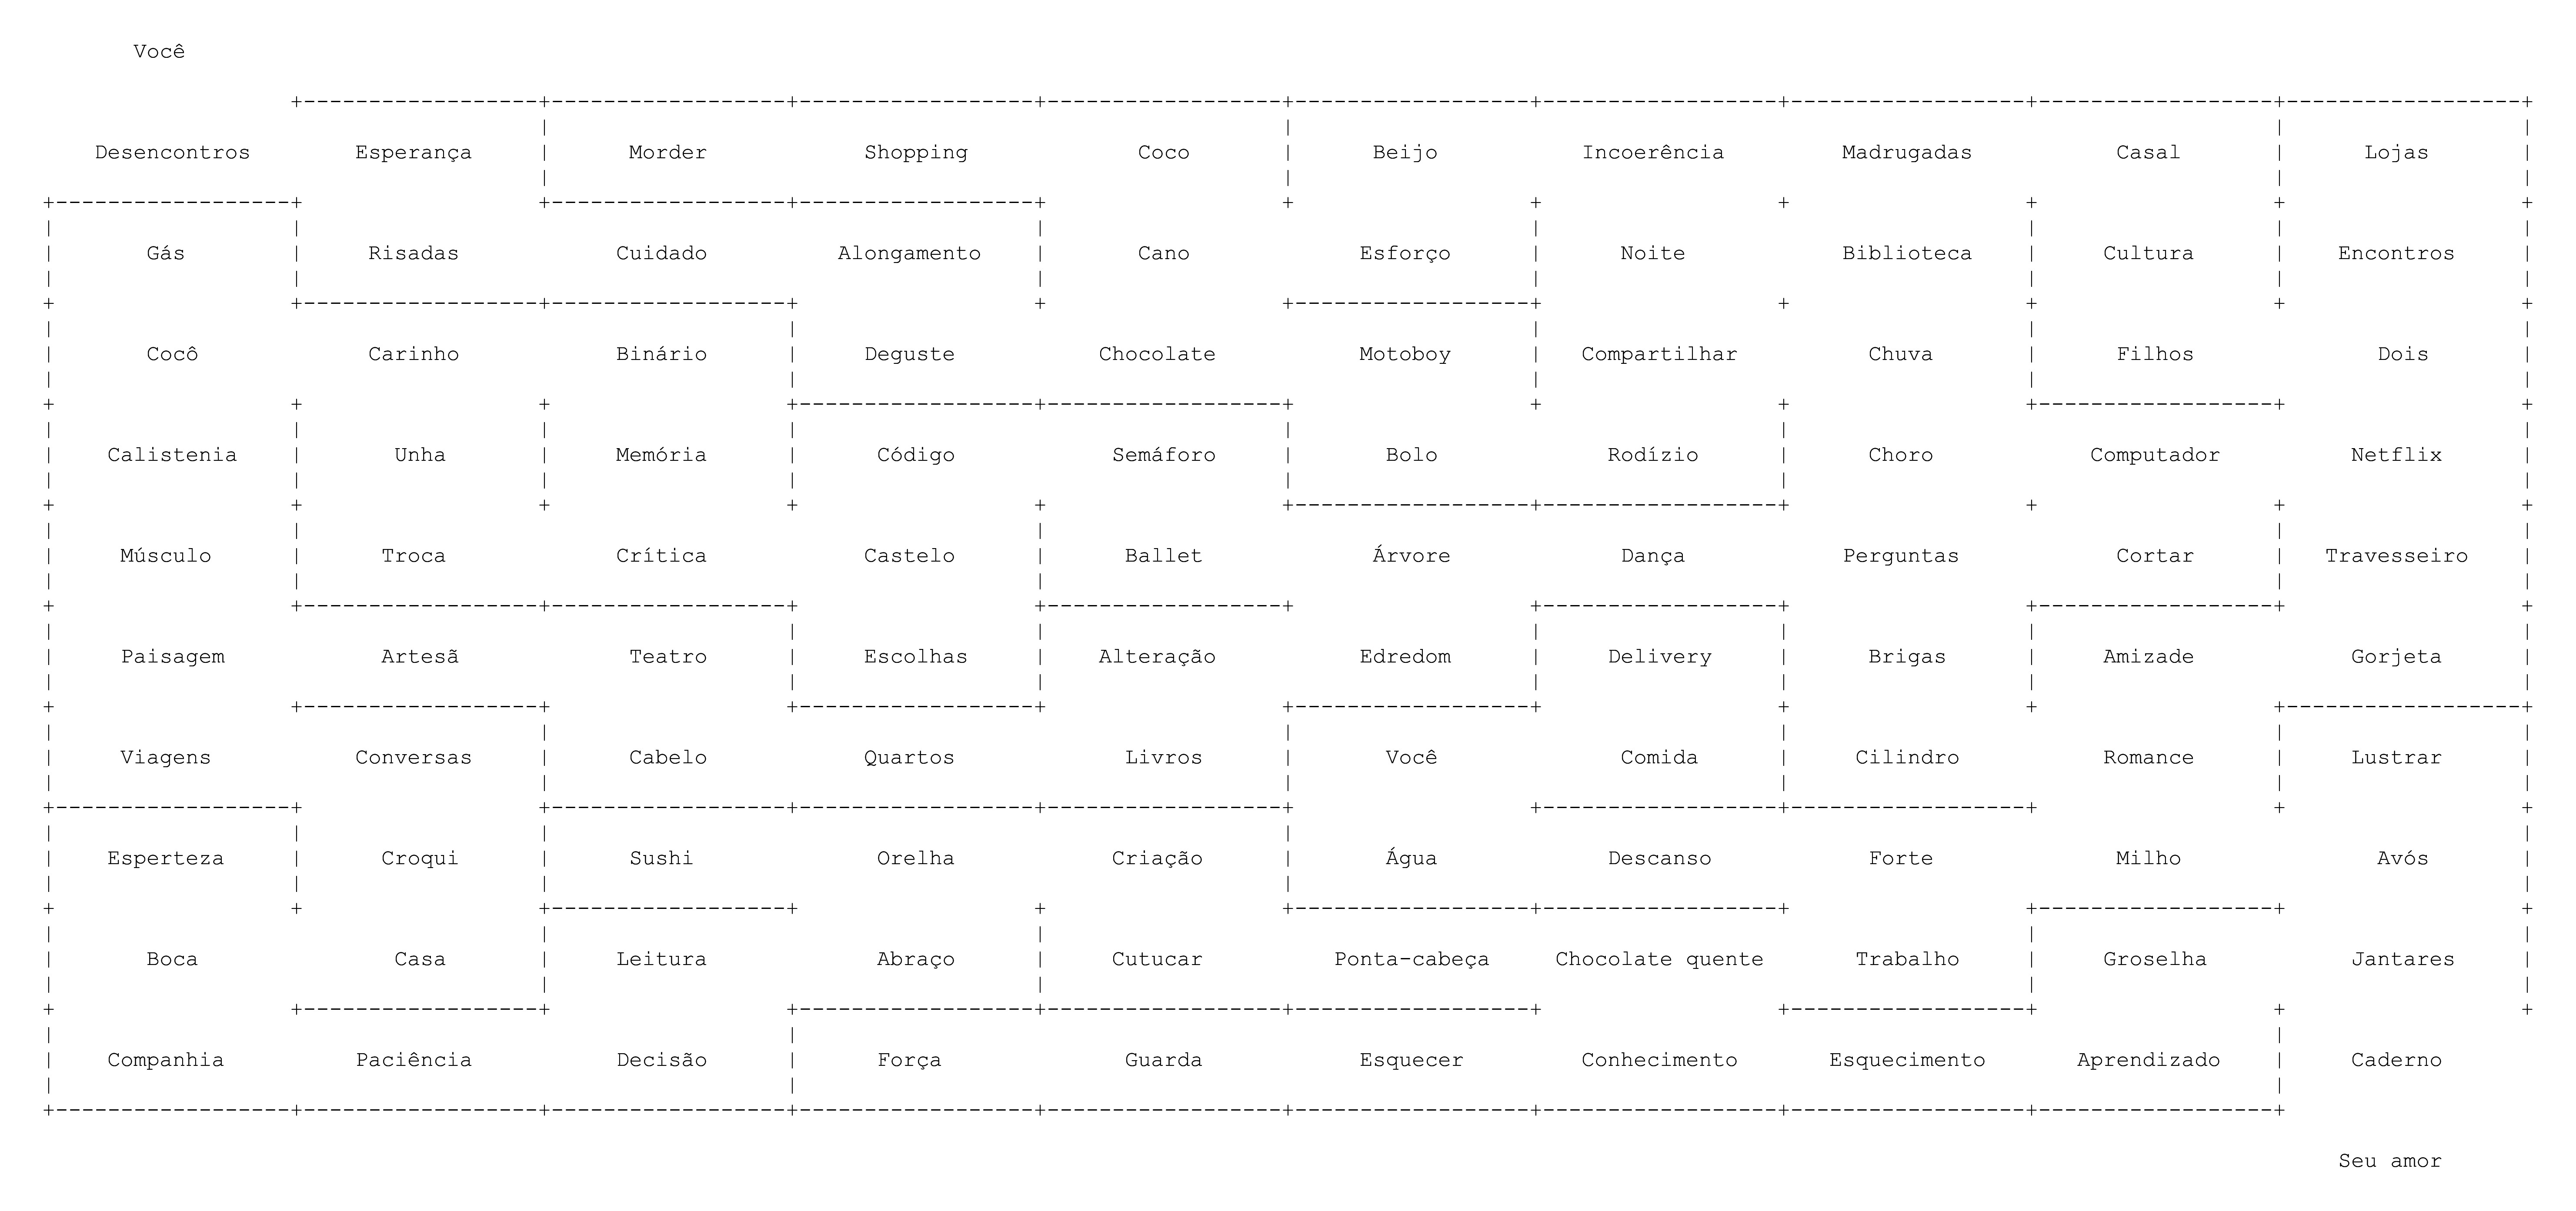 Você
Desencontros Esperança Morder Shopping Coco Beijo Incoerência Madrugadas Casal Lojas
Gás Risadas Cuidado Alongamento Cano Esforço Noite Biblioteca Cultura Encontros
Cocô Carinho Binário Deguste Chocolate Motoboy Compartilhar Chuva Filhos Dois
Calistenia Unha Memória Código Semáforo Bolo Rodízio Choro Computador Netflix
Músculo Troca Crítica Castelo Ballet Árvore Dança Perguntas Cortar Travesseiro
Paisagem Artesã Teatro Escolhas Alteração Edredom Delivery Brigas Amizade Gorjeta
Viagens Conversas Cabelo Quartos Livros Você Comida Cilindro Romance Lustrar
Esperteza Croqui Sushi Orelha Criação Água Descanso Forte Milho Avós
Boca Casa Leitura Abraço Cutucar Ponta-cabeça Chocolate quente Trabalho Groselha Jantares
Companhia Paciência Decisão Força Guarda Esquecer Conhecimento Esquecimento Aprendizado Caderno
Seu amor